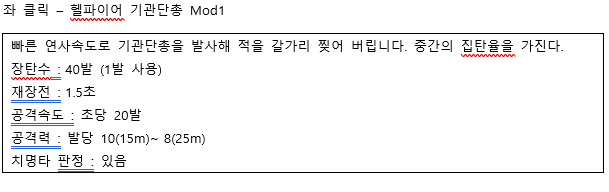 좌 클릭 – 헬파이어 기관단총 Mod1
빠른 연사속도로 기관단총을 발사해 적을 갈가리 찢어 버립니다. 중간의 집탄율을 가진다.
장탄수 : 40발 (1발 사용)
재장전 : 1.5초
공격속도 : 초당 20발
공격력 : 발당 10(15m)~ 8(25m)
치명타 판정 : 있음